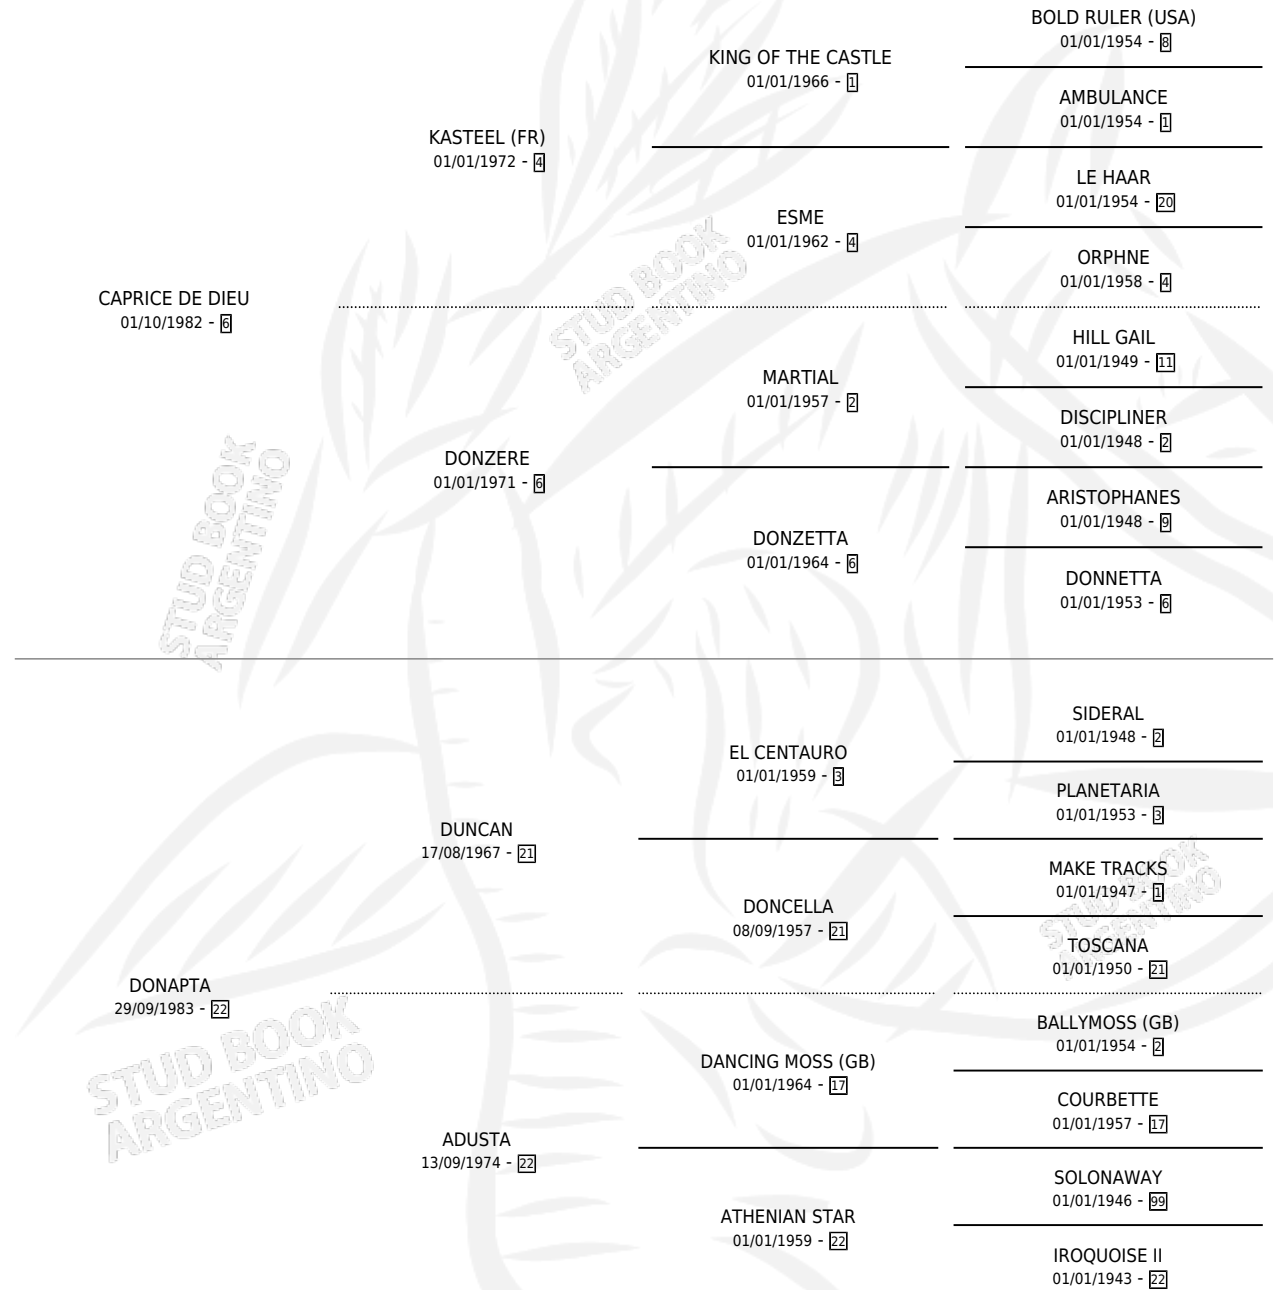 BOLD RULER (USA)
01/01/1954 - 8
KING OF THE CASTLE
01/01/1966 - 1
AMBULANCE
01/01/1954 - 1
KASTEEL (FR)
01/01/1972 - 4
LE HAAR
01/01/1954 - 20
ESME
01/01/1962 - 4
ORPHNE
01/01/1958 - 4
CAPRICE DE DIEU
01/10/1982 - 6
HILL GAIL
01/01/1949 - 11
MARTIAL
01/01/1957 - 2
DISCIPLINER
01/01/1948 - 2
DONZERE
01/01/1971 - 6
ARISTOPHANES
01/01/1948 - 9
DONZETTA
01/01/1964 - 6
DONNETTA
01/01/1953 - 6
STUD BOOK
ARGENTINO
STUD BOOK
ARGENTINO
SIDERAL
01/01/1948 - 2
EL CENTAURO
01/01/1959 - 3
PLANETARIA
01/01/1953 - 3
DUNCAN
17/08/1967 - 21
MAKE TRACKS
01/01/1947 - 1
DONCELLA
08/09/1957 - 21
TOSCANA
01/01/1950 - 21
STUD BOOK
ARGENTINO
DONAPTA
29/09/1983 - 22
BALLYMOSS (GB)
01/01/1954 - 2
DANCING MOSS (GB)
01/01/1964 - 17
COURBETTE
01/01/1957 - 17
STUD BOOK
ARGENTINO
ADUSTA
13/09/1974 - 22
SOLONAWAY
01/01/1946 - 99
ATHENIAN STAR
01/01/1959 - 22
IROQUOISE II
01/01/1943 - 22